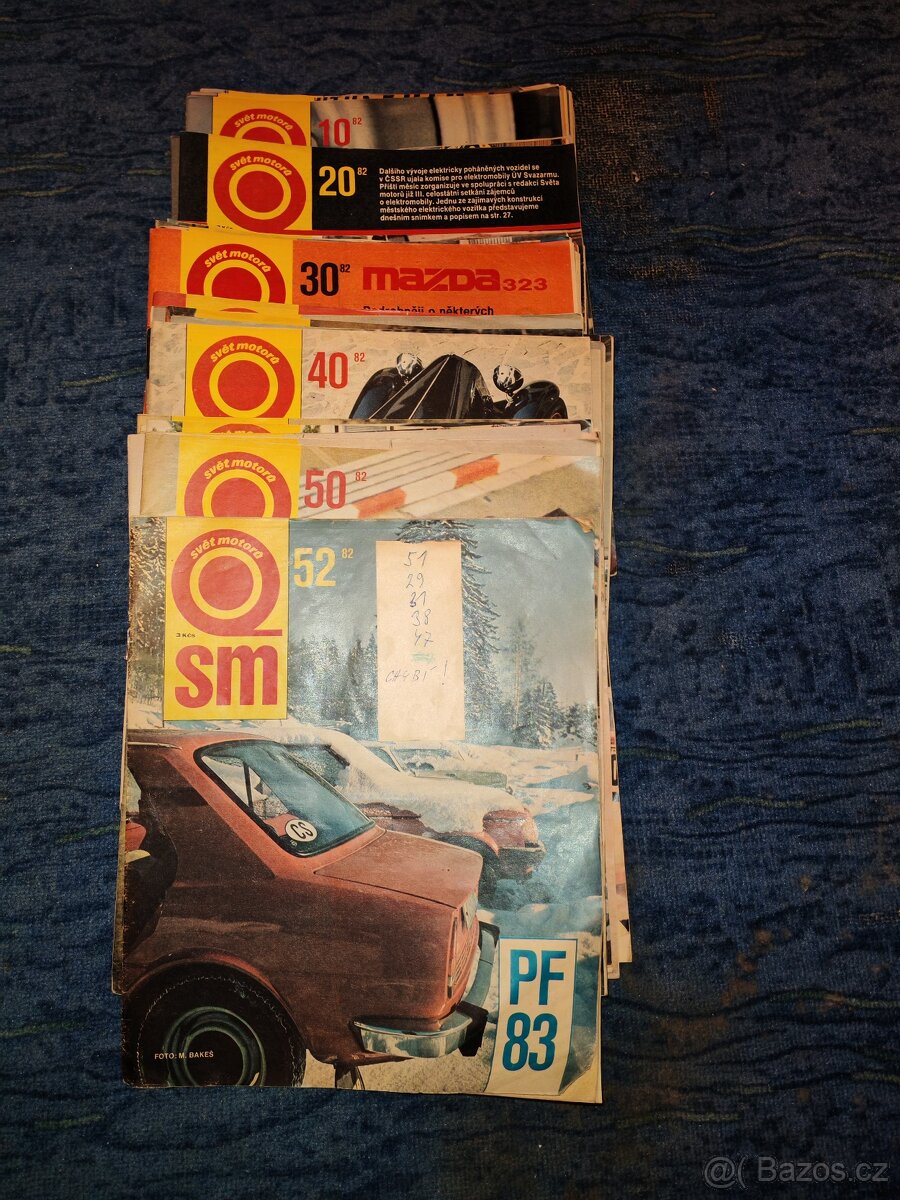 svět motorů
10 82
svět motorů
20 82
Dalšího vývoje elektricky poháněných vozidel se
v ČSSR ujala komise pro elektromobily ÚV Svazarmu.
Příští měsíc zorganizuje ve spolupráci s redakcí Světa
motorů již III. celostátní setkání zájemců
o elektromobily. Jednu ze zajímavých konstrukcí
městského elektrického vozítka představujeme
dnešním snímkem a popisem na str. 27.
svět motorů
30 82
mazda 323
Podrobněji o některých
svět motorů
40 82
svět motorů
50 82
svět motorů
52 82
3 Kčs
sm
51
29
31
38
47
CHYBÍ!
CS
PF
83
FOTO: M. BAKEŠ
@ Bazos.cz